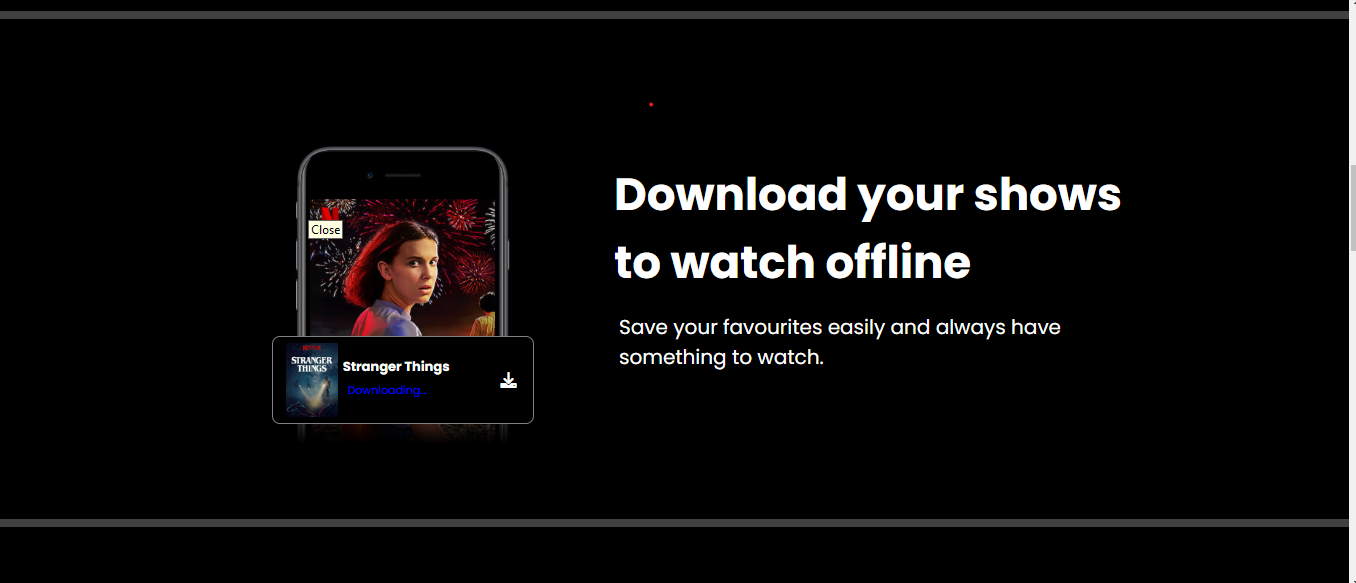 Download your shows
to watch offline
Close
Save your favourites easily and always have
something to watch.
NETFLIX
STRANGER
THINGS
Stranger Things
Downloading...